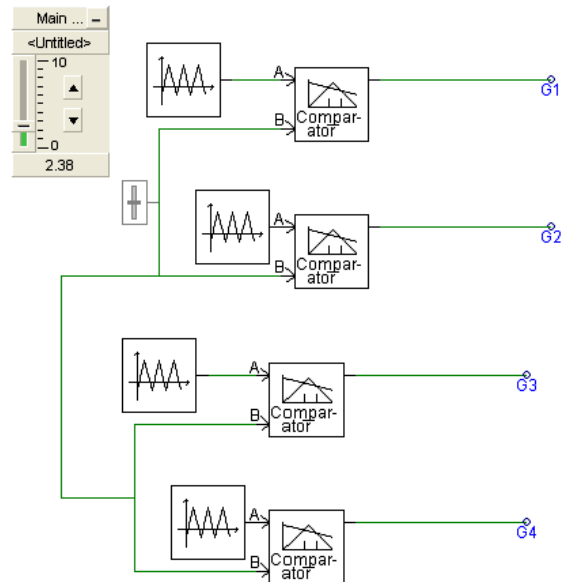 Main ...
<Untitled>
10
0
2.38
A
B
Compar-
ator
G1
A
B
Compar-
ator
G2
A
B
Compar-
ator
G3
A
B
Compar-
ator
G4